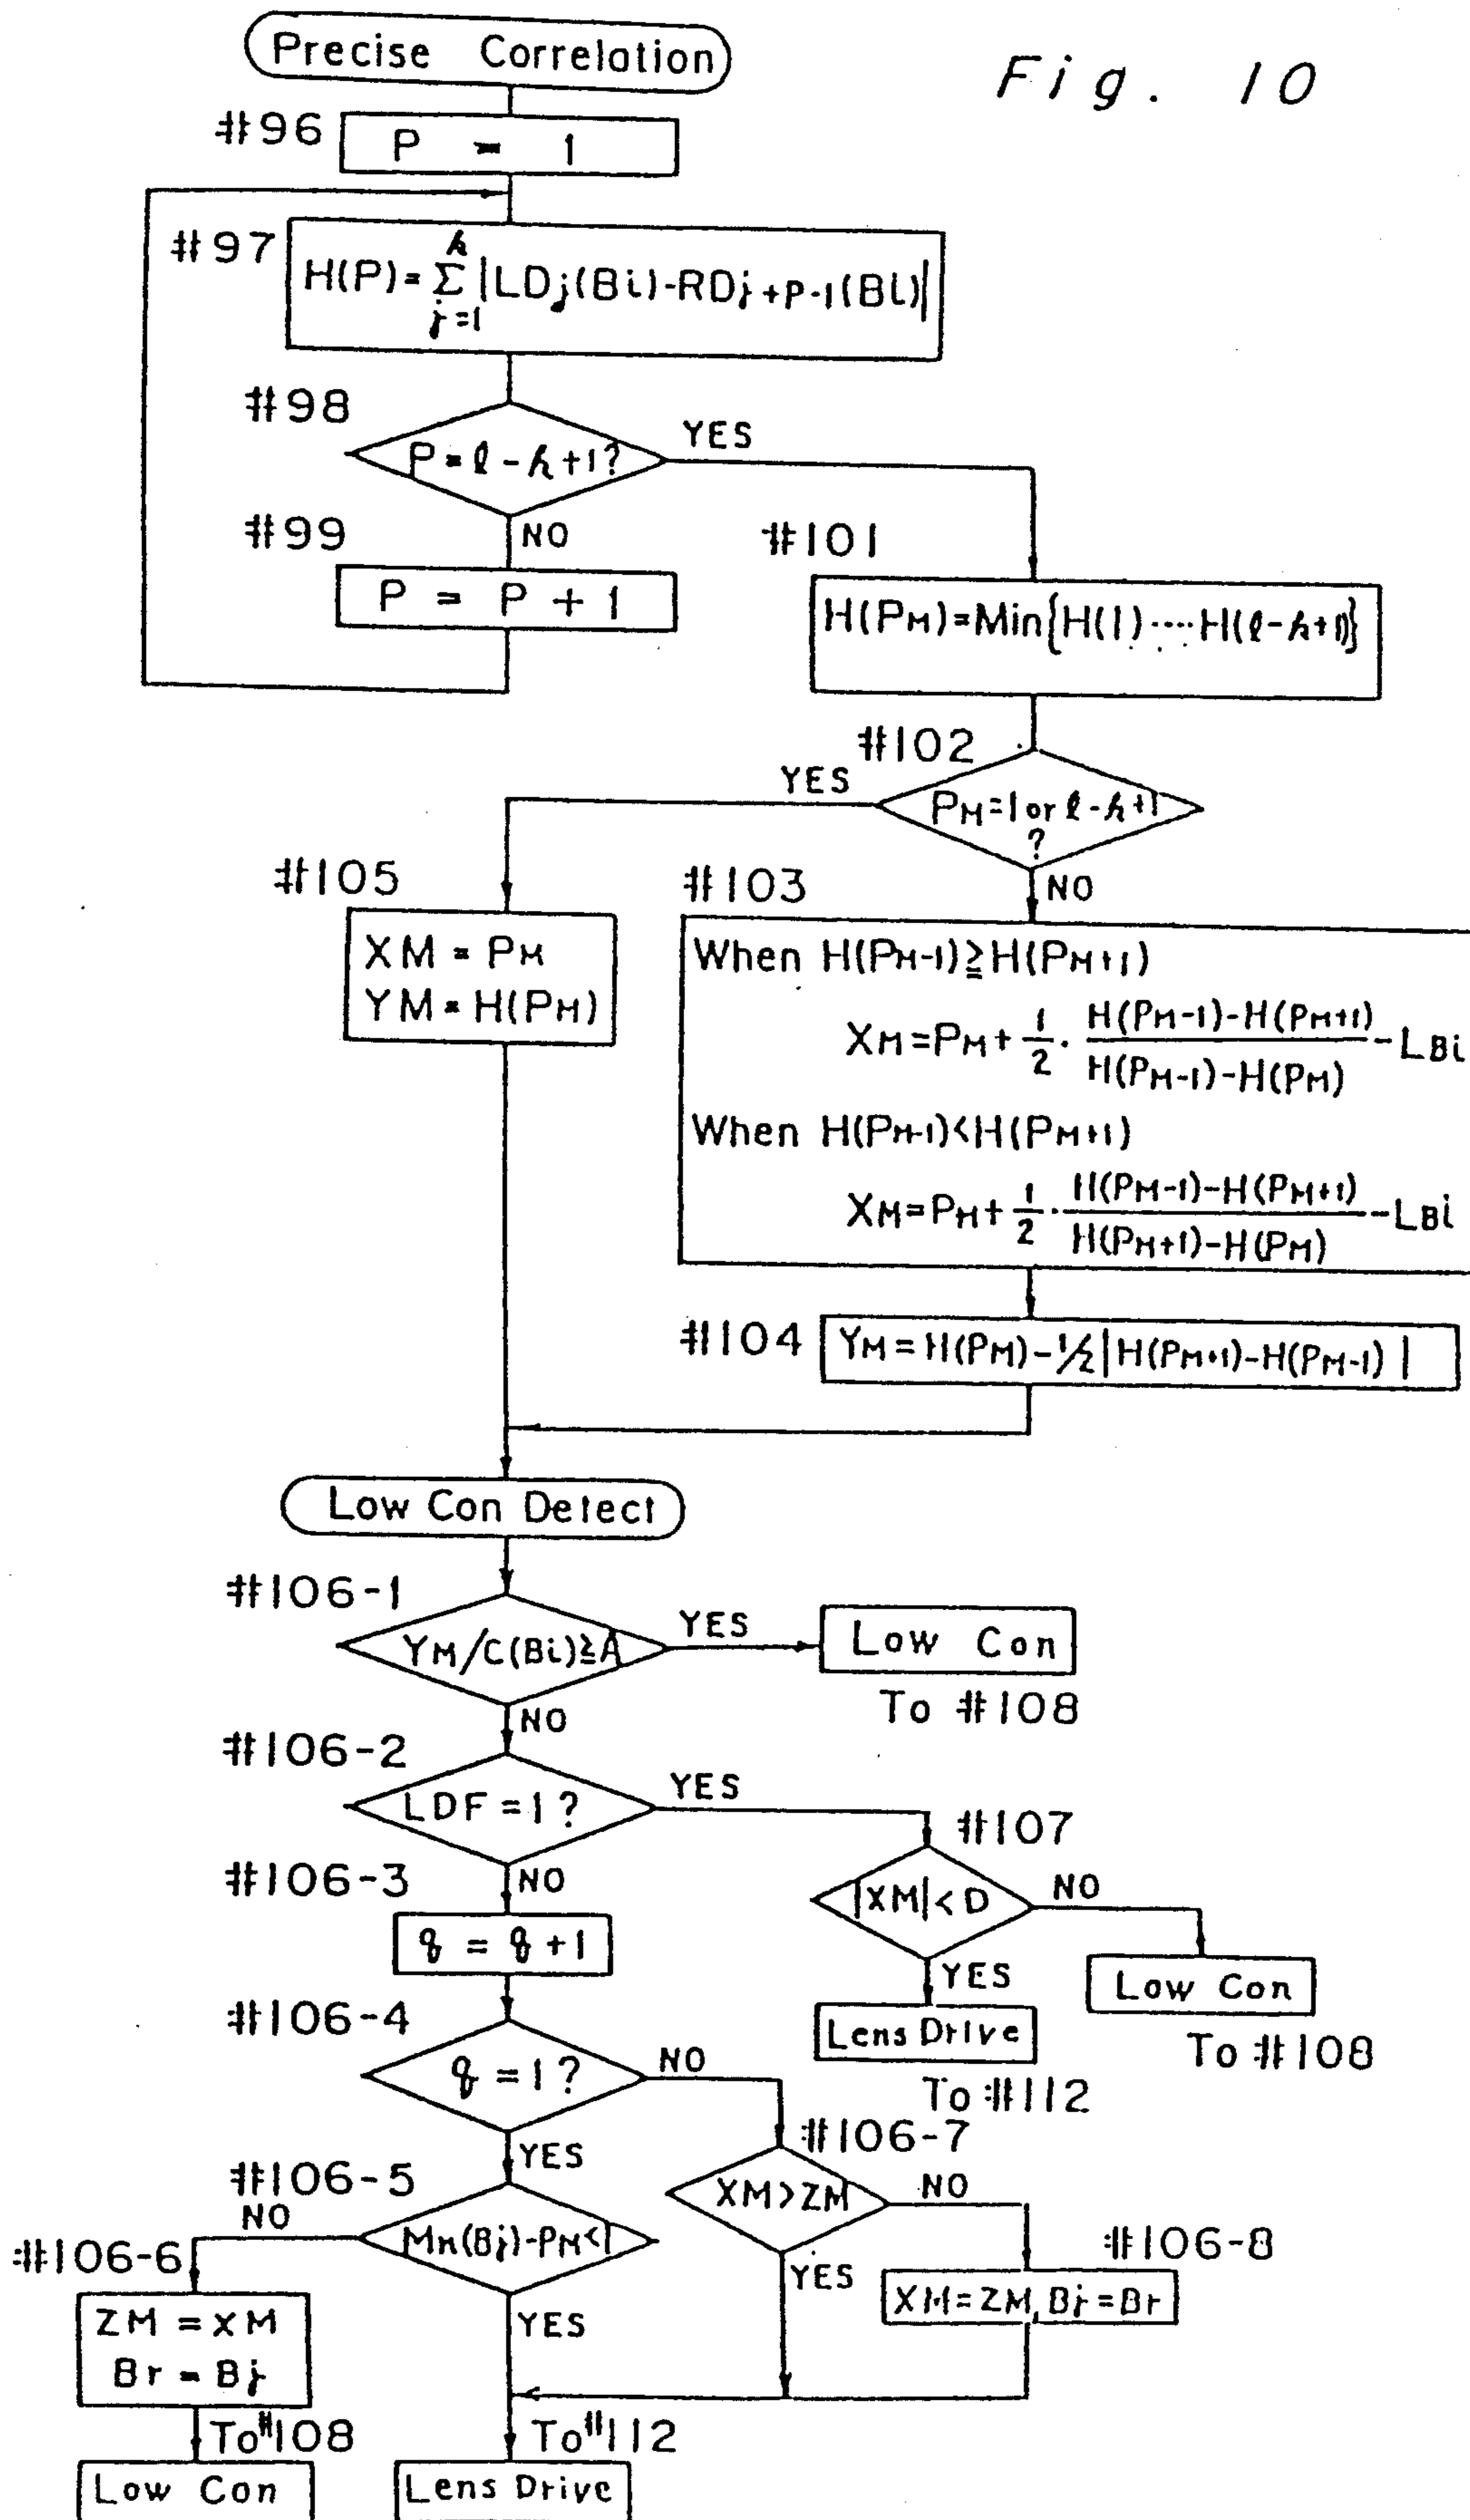 Precise Correlation
Fig. 10
#96
P = 1
#97
H(P)=Σ|LDj(Bi)-RDj+P-1(Bi)|
k
j=1
#98
P=l-k+1?
YES
NO
#99
P = P + 1
#101
H(PM)=Min{H(1)····H(l-k+1)}
#102
PM=1 or l-k+1
?
YES
NO
#105
XM = PM
YM = H(PM)
#103
When H(PM-1)≧H(PM+1)
XM=PM+1/2·(H(PM-1)-H(PM+1))/(H(PM-1)-H(PM))-LBi
When H(PM-1)<H(PM+1)
XM=PM+1/2·(H(PM-1)-H(PM+1))/(H(PM+1)-H(PM))-LBi
#104
YM=H(PM)-1/2|H(PM+1)-H(PM-1)|
Low Con Detect
#106-1
YM/C(Bi)≧A
YES
Low Con
To #108
NO
#106-2
LDF=1?
YES
#107
|XM|<D
NO
Low Con
To #108
YES
Lens Drive
To #112
NO
#106-3
q = q+1
#106-4
q = 1?
NO
#106-7
XM>ZM
NO
#106-8
XM=ZM, Bj=Br
YES
YES
#106-5
Mn(Bj)-PM<1
NO
#106-6
ZM = XM
Br = Bj
To #108
Low Con
YES
To #112
Lens Drive